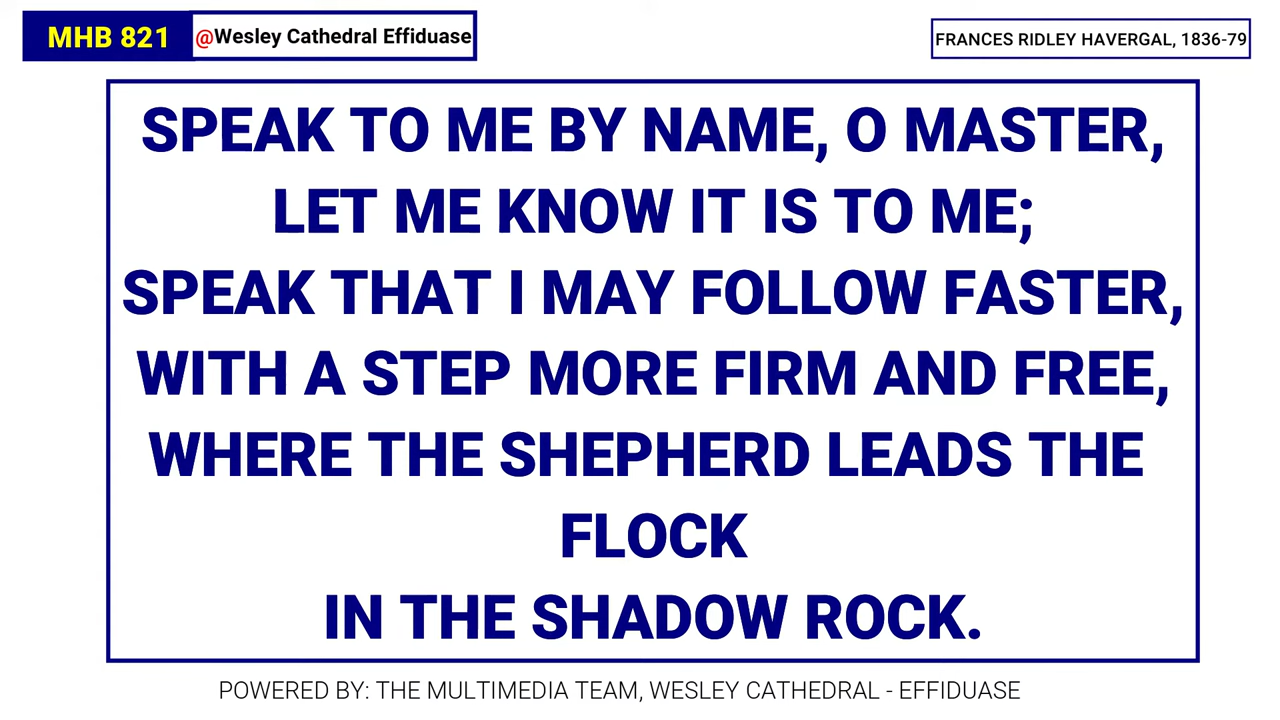 MHB 821 @Wesley Cathedral Effiduase
FRANCES RIDLEY HAVERGAL, 1836-79
SPEAK TO ME BY NAME, O MASTER,
LET ME KNOW IT IS TO ME;
SPEAK THAT I MAY FOLLOW FASTER,
WITH A STEP MORE FIRM AND FREE,
WHERE THE SHEPHERD LEADS THE
FLOCK
IN THE SHADOW ROCK.
POWERED BY: THE MULTIMEDIA TEAM, WESLEY CATHEDRAL - EFFIDUASE